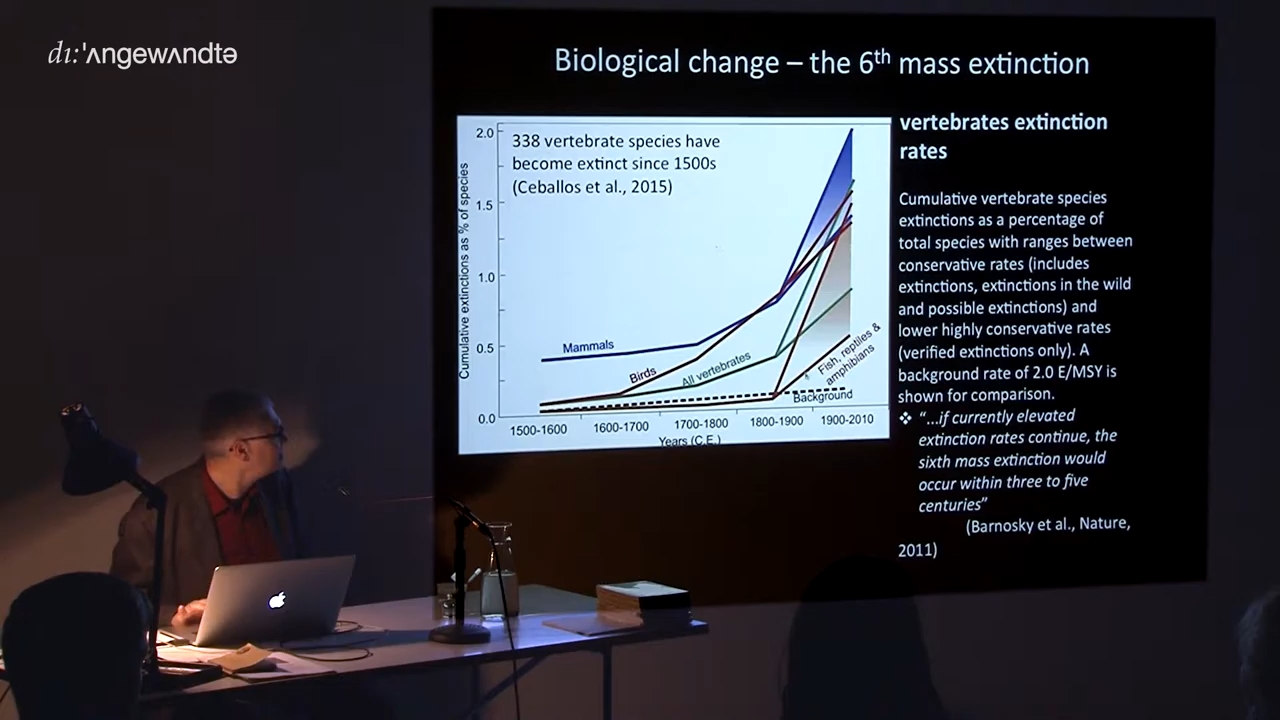 dɪ:ˈʌngewʌndtə
Biological change – the 6th mass extinction
338 vertebrate species have
become extinct since 1500s
(Ceballos et al., 2015)
Cumulative extinctions as % of species
2.0
1.5
1.0
0.5
0.0
Mammals
Birds
All vertebrates
Fish, reptiles &
amphibians
Background
1500-1600
1600-1700
1700-1800
1800-1900
1900-2010
Years (C.E.)
vertebrates extinction
rates
Cumulative vertebrate species
extinctions as a percentage of
total species with ranges between
conservative rates (includes
extinctions, extinctions in the wild
and possible extinctions) and
lower highly conservative rates
(verified extinctions only). A
background rate of 2.0 E/MSY is
shown for comparison.
❖ “...if currently elevated
extinction rates continue, the
sixth mass extinction would
occur within three to five
centuries”
(Barnosky et al., Nature,
2011)